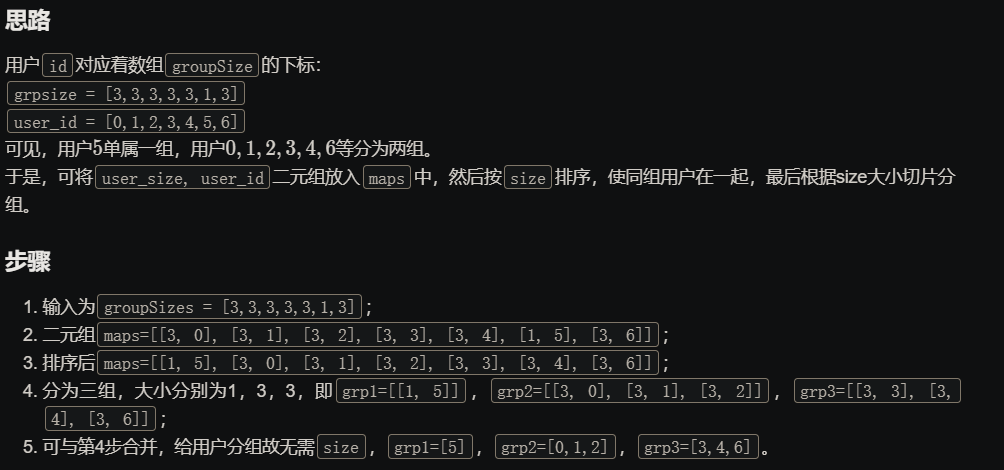 思路
用户 id 对应着数组 groupSize 的下标：
grpsize = [3,3,3,3,3,1,3]
user_id = [0,1,2,3,4,5,6]
可见，用户5单属一组，用户0, 1, 2, 3, 4, 6等分为两组。
于是，可将 user_size, user_id 二元组放入 maps 中，然后按 size 排序，使同组用户在一起，最后根据size大小切片分
组。
步骤
1. 输入为 groupSizes = [3,3,3,3,3,1,3] ；
2. 二元组 maps=[[3, 0], [3, 1], [3, 2], [3, 3], [3, 4], [1, 5], [3, 6]] ；
3. 排序后 maps=[[1, 5], [3, 0], [3, 1], [3, 2], [3, 3], [3, 4], [3, 6]] ；
4. 分为三组，大小分别为1，3，3，即 grp1=[[1, 5]] ， grp2=[[3, 0], [3, 1], [3, 2]] ， grp3=[[3, 3], [3,
4], [3, 6]] ；
5. 可与第4步合并，给用户分组故无需 size ， grp1=[5] ， grp2=[0,1,2] ， grp3=[3,4,6] 。